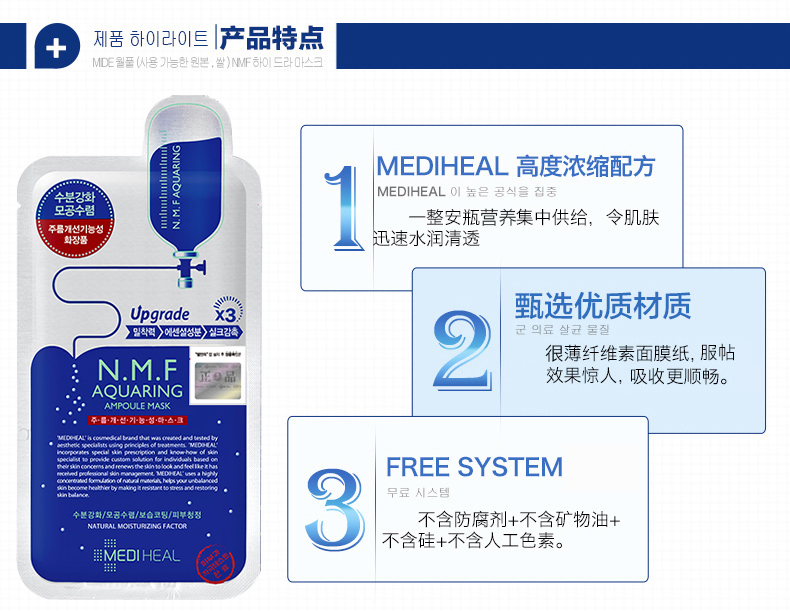 제품 하이라이트 产品特点
MIDE 월풀 (사용 가능한 원본 , 쌀) NMF 하이 드라 마스크
N.M.F AQUARING
수분강화
모공수렴
주름개선기능성
화장품
Upgrade x3
밀착력 에센셜성분 실크감촉
N.M.F
AQUARING
AMPOULE MASK
正品
주·름·개·선·기·능·성·마·스·크
'MEDIHEAL' is cosmedical brand that was created and tested by
aesthetic specialists using principles of treatments. 'MEDIHEAL'
incorporates special skin prescription and know-how of skin
specialist to provide custom solution for individuals based on
their skin concerns and renews the skin to look and feel like it has
received professional skin management. 'MEDIHEAL' uses a highly
concentrated formulation of natural materials, helps your unbalanced
skin become healthier by making it resistant to stress and restoring
skin balance.
수분강화/모공수렴/보습코팅/피부청정
NATURAL MOISTURIZING FACTOR
MEDIHEAL
1
MEDIHEAL 高度浓缩配方
MEDIHEAL 이 높은 공식을 집중
一整安瓶营养集中供给，令肌肤
迅速水润清透
2
甄选优质材质
군 의료 살균 물질
很薄纤维素面膜纸，服帖
效果惊人，吸收更顺畅。
3
FREE SYSTEM
무료 시스템
不含防腐剂+不含矿物油+
不含硅+不含人工色素。